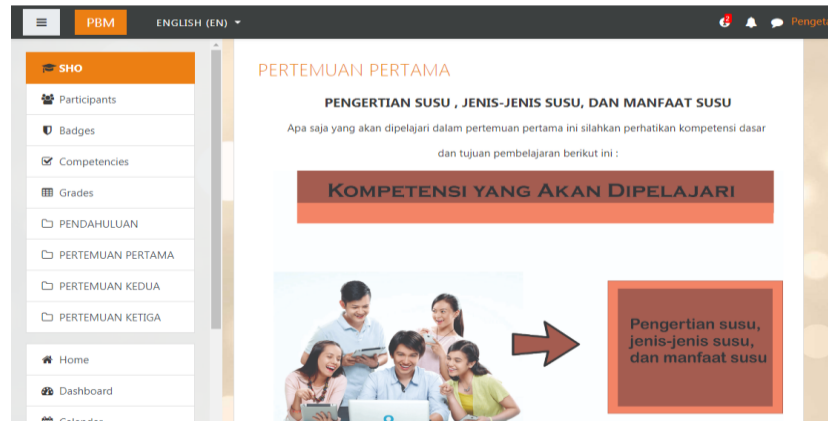 PBM ENGLISH (EN)
SHO
Participants
Badges
Competencies
Grades
PENDAHULUAN
PERTEMUAN PERTAMA
PERTEMUAN KEDUA
PERTEMUAN KETIGA
Home
Dashboard
PERTEMUAN PERTAMA
PENGERTIAN SUSU , JENIS-JENIS SUSU, DAN MANFAAT SUSU
Apa saja yang akan dipelajari dalam pertemuan pertama ini silahkan perhatikan kompetensi dasar
dan tujuan pembelajaran berikut ini :
KOMPETENSI YANG AKAN DIPELAJARI
Pengertian susu,
jenis-jenis susu,
dan manfaat susu